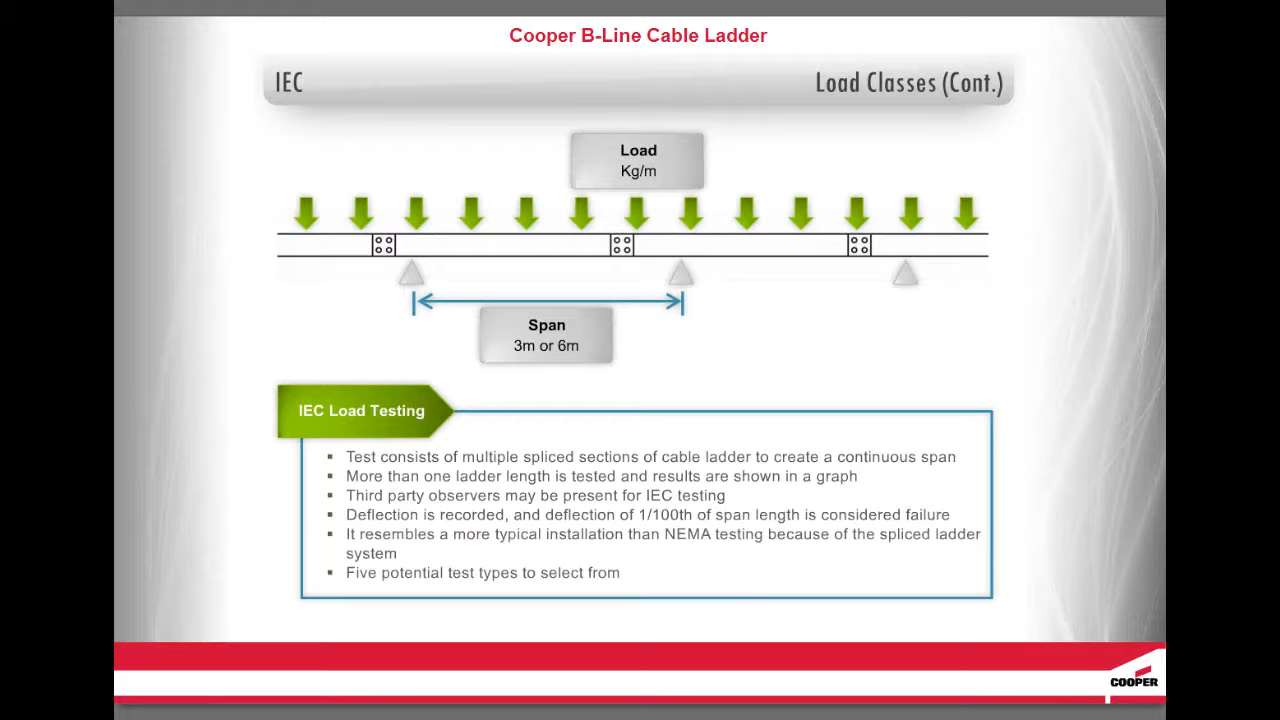 Cooper B-Line Cable Ladder
IEC
Load Classes (Cont.)
Load
Kg/m
Span
3m or 6m
IEC Load Testing
▪ Test consists of multiple spliced sections of cable ladder to create a continuous span
▪ More than one ladder length is tested and results are shown in a graph
▪ Third party observers may be present for IEC testing
▪ Deflection is recorded, and deflection of 1/100th of span length is considered failure
▪ It resembles a more typical installation than NEMA testing because of the spliced ladder
system
▪ Five potential test types to select from
COOPER